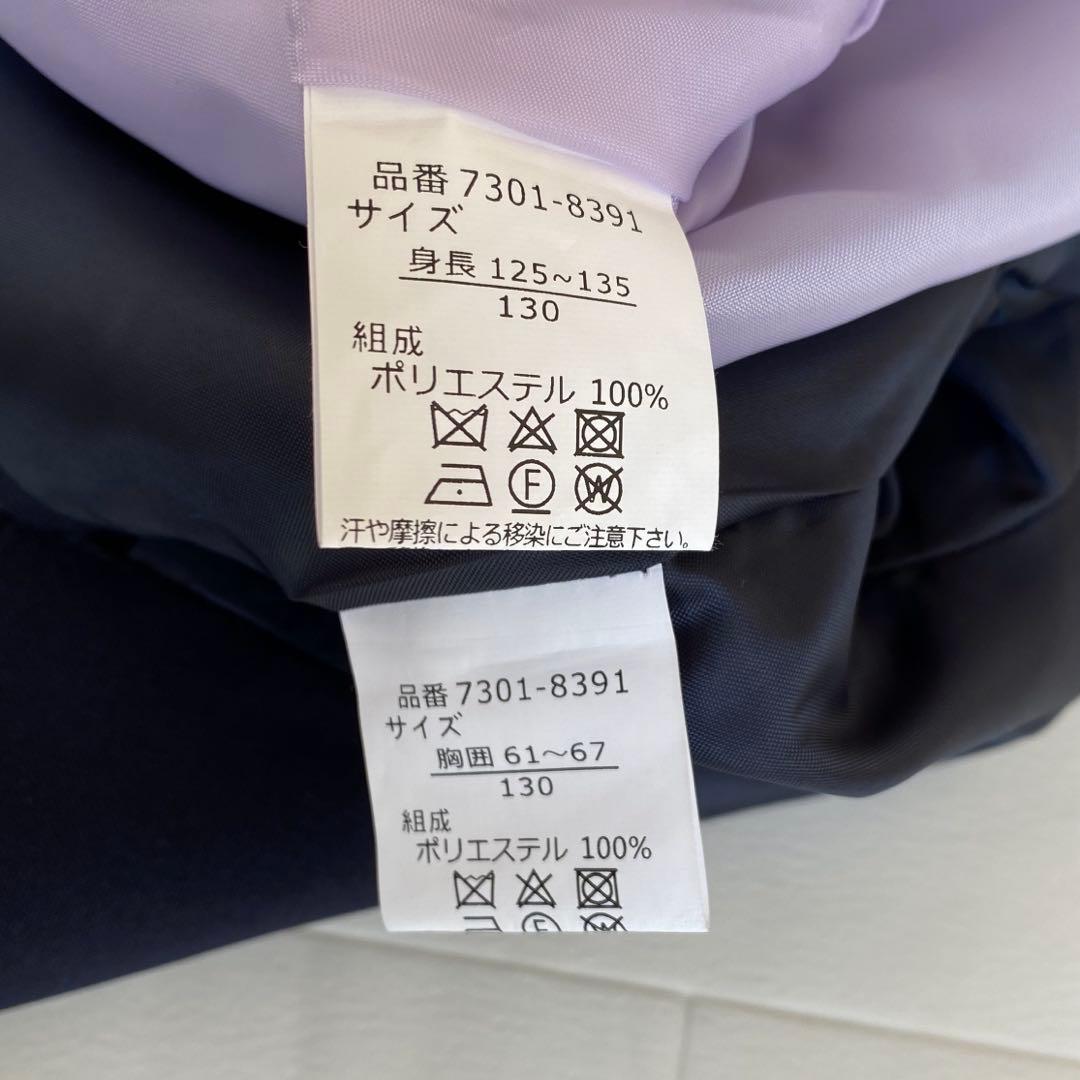 品番 7301-8391
サイズ
身長 125~135
130
組成
ポリエステル 100%
F
W
汗や摩擦による移染にご注意下さい。
品番 7301-8391
サイズ
胸囲 61～67
130
組成
ポリエステル 100%